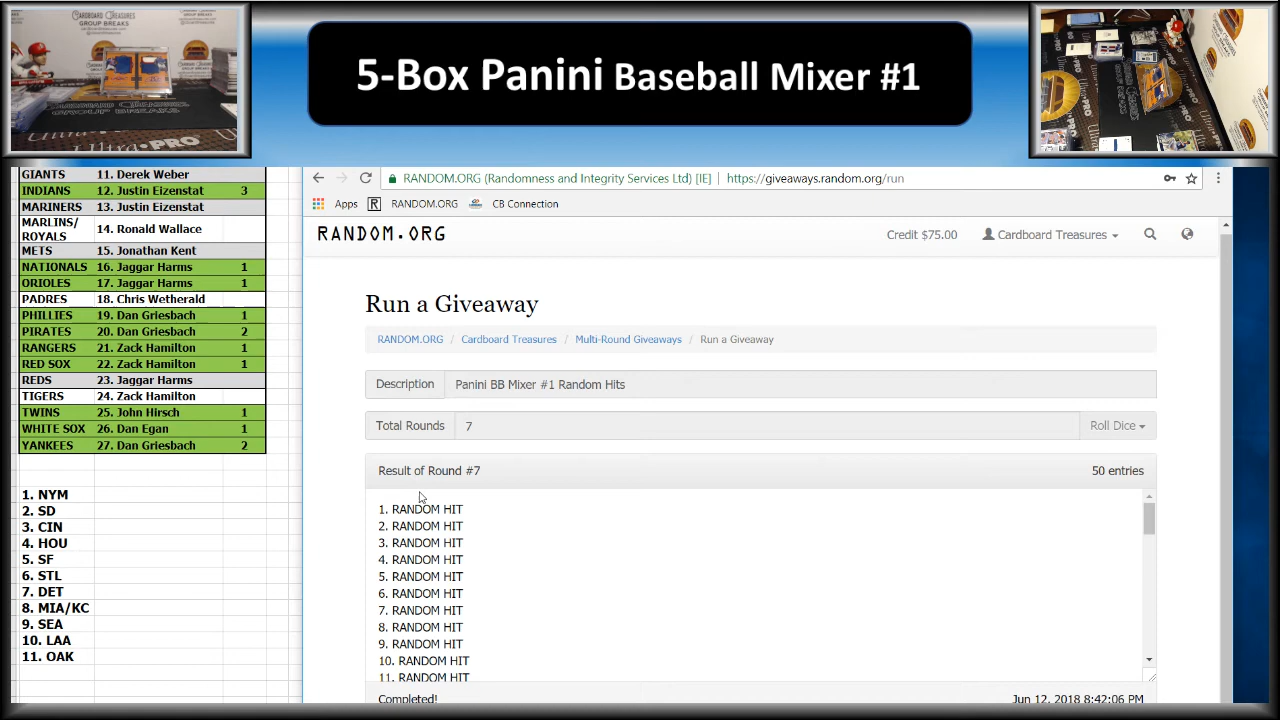 CARDBOARD TREASURES
GROUP BREAKS
5-Box Panini Baseball Mixer #1
Ultra PRO
GIANTS 11. Derek Weber
INDIANS 12. Justin Eizenstat 3
MARINERS 13. Justin Eizenstat
MARLINS/
ROYALS 14. Ronald Wallace
METS 15. Jonathan Kent
NATIONALS 16. Jaggar Harms 1
ORIOLES 17. Jaggar Harms 1
PADRES 18. Chris Wetherald
PHILLIES 19. Dan Griesbach 1
PIRATES 20. Dan Griesbach 2
RANGERS 21. Zack Hamilton 1
RED SOX 22. Zack Hamilton 1
REDS 23. Jaggar Harms
TIGERS 24. Zack Hamilton
TWINS 25. John Hirsch 1
WHITE SOX 26. Dan Egan 1
YANKEES 27. Dan Griesbach 2
1. NYM
2. SD
3. CIN
4. HOU
5. SF
6. STL
7. DET
8. MIA/KC
9. SEA
10. LAA
11. OAK
RANDOM.ORG (Randomness and Integrity Services Ltd) [IE] https://giveaways.random.org/run
Apps RANDOM.ORG CB Connection
RANDOM.ORG Credit $75.00 Cardboard Treasures
Run a Giveaway
RANDOM.ORG / Cardboard Treasures / Multi-Round Giveaways / Run a Giveaway
Description Panini BB Mixer #1 Random Hits
Total Rounds 7 Roll Dice
Result of Round #7 50 entries
1. RANDOM HIT
2. RANDOM HIT
3. RANDOM HIT
4. RANDOM HIT
5. RANDOM HIT
6. RANDOM HIT
7. RANDOM HIT
8. RANDOM HIT
9. RANDOM HIT
10. RANDOM HIT
11. RANDOM HIT
Completed! Jun 12, 2018 8:42:06 PM